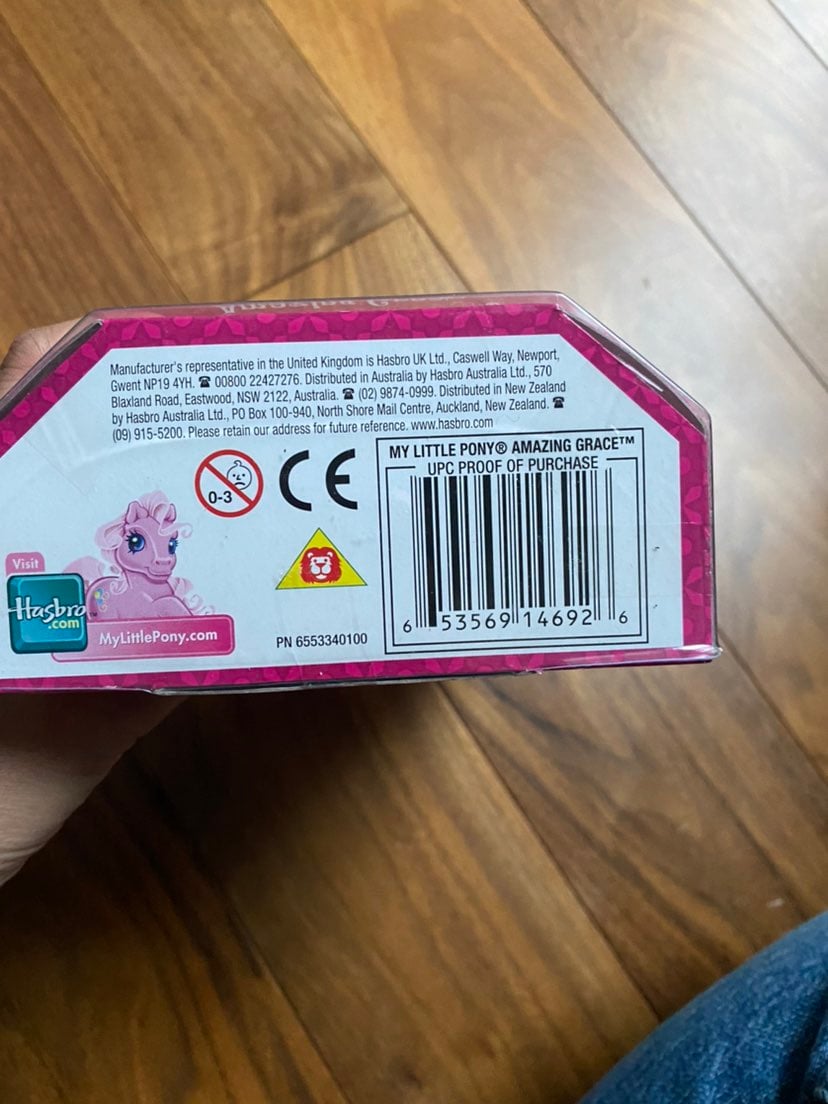 Manufacturer's representative in the United Kingdom is Hasbro UK Ltd., Caswell Way, Newport,
Gwent NP19 4YH. ☎ 00800 22427276. Distributed in Australia by Hasbro Australia Ltd., 570
Blaxland Road, Eastwood, NSW 2122, Australia. ☎ (02) 9874-0999. Distributed in New Zealand
by Hasbro Australia Ltd., PO Box 100-940, North Shore Mail Centre, Auckland, New Zealand. ☎
(09) 915-5200. Please retain our address for future reference. www.hasbro.com
0-3
CE
MY LITTLE PONY® AMAZING GRACE™
UPC PROOF OF PURCHASE
6 53569 14692 6
Visit
Hasbro™
.com
MyLittlePony.com
PN 6553340100